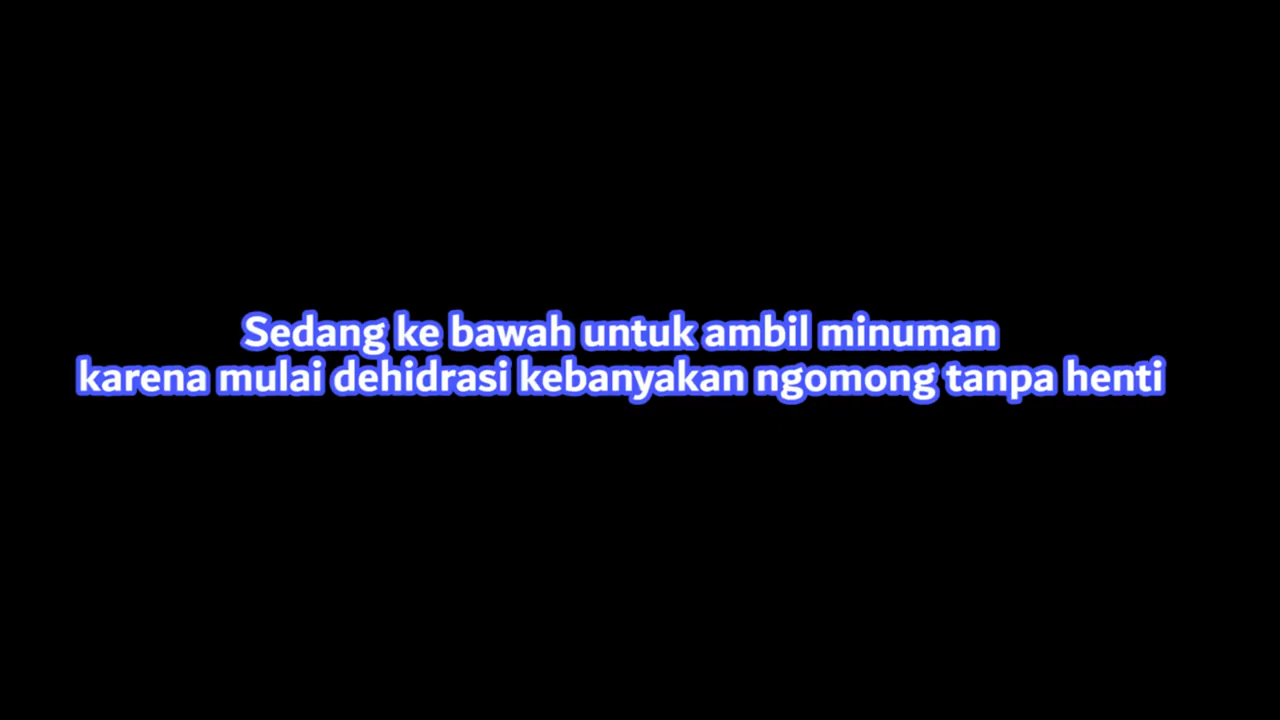 Sedang ke bawah untuk ambil minuman
karena mulai dehidrasi kebanyakan ngomong tanpa henti